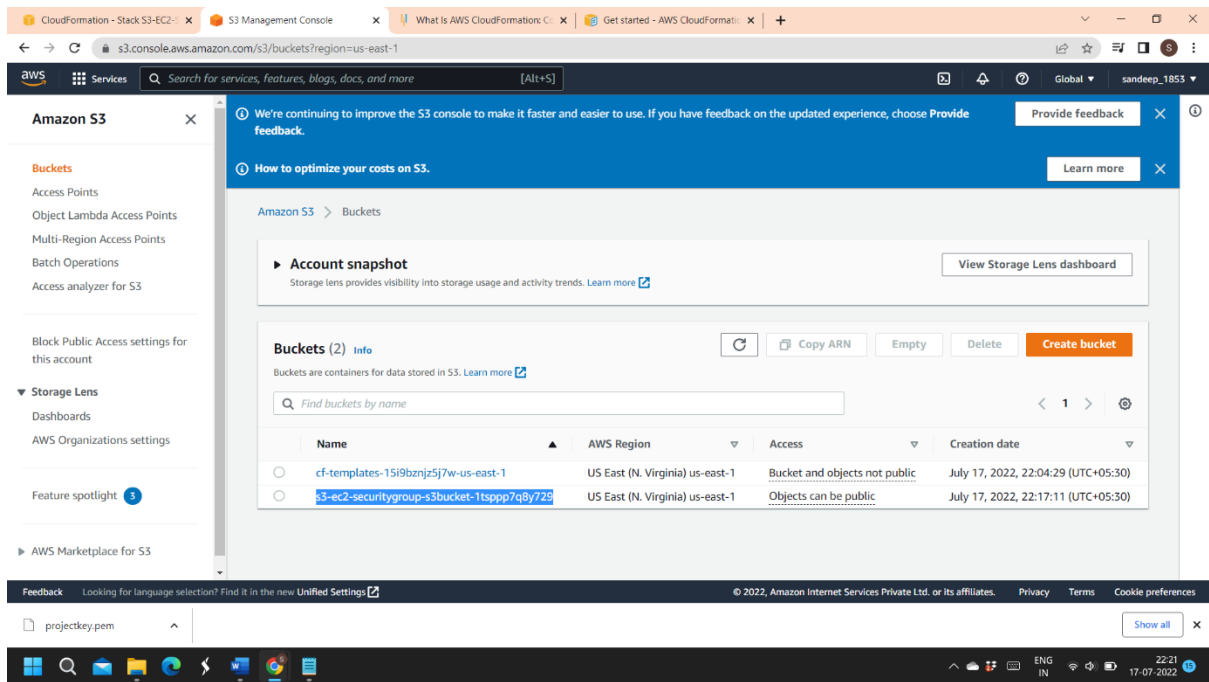 CloudFormation - Stack S3-EC2-S
S3 Management Console
What Is AWS CloudFormation: Co
Get started - AWS CloudFormatic
s3.console.aws.amazon.com/s3/buckets?region=us-east-1
S
aws
Services
Search for services, features, blogs, docs, and more
[Alt+S]
Global
sandeep_1853
Amazon S3
Buckets
Access Points
Object Lambda Access Points
Multi-Region Access Points
Batch Operations
Access analyzer for S3
Block Public Access settings for
this account
Storage Lens
Dashboards
AWS Organizations settings
Feature spotlight 3
AWS Marketplace for S3
We're continuing to improve the S3 console to make it faster and easier to use. If you have feedback on the updated experience, choose Provide
feedback.
Provide feedback
How to optimize your costs on S3.
Learn more
Amazon S3 > Buckets
Account snapshot
Storage lens provides visibility into storage usage and activity trends. Learn more
View Storage Lens dashboard
Buckets (2) Info
Buckets are containers for data stored in S3. Learn more
Copy ARN
Empty
Delete
Create bucket
Find buckets by name
1
Name AWS Region Access Creation date
cf-templates-15i9bznjz5j7w-us-east-1 US East (N. Virginia) us-east-1 Bucket and objects not public July 17, 2022, 22:04:29 (UTC+05:30)
s3-ec2-securitygroup-s3bucket-1tsppp7q8y729 US East (N. Virginia) us-east-1 Objects can be public July 17, 2022, 22:17:11 (UTC+05:30)
Feedback Looking for language selection? Find it in the new Unified Settings
© 2022, Amazon Internet Services Private Ltd. or its affiliates. Privacy Terms Cookie preferences
projectkey.pem
Show all
ENG
IN
22:21
17-07-2022
15